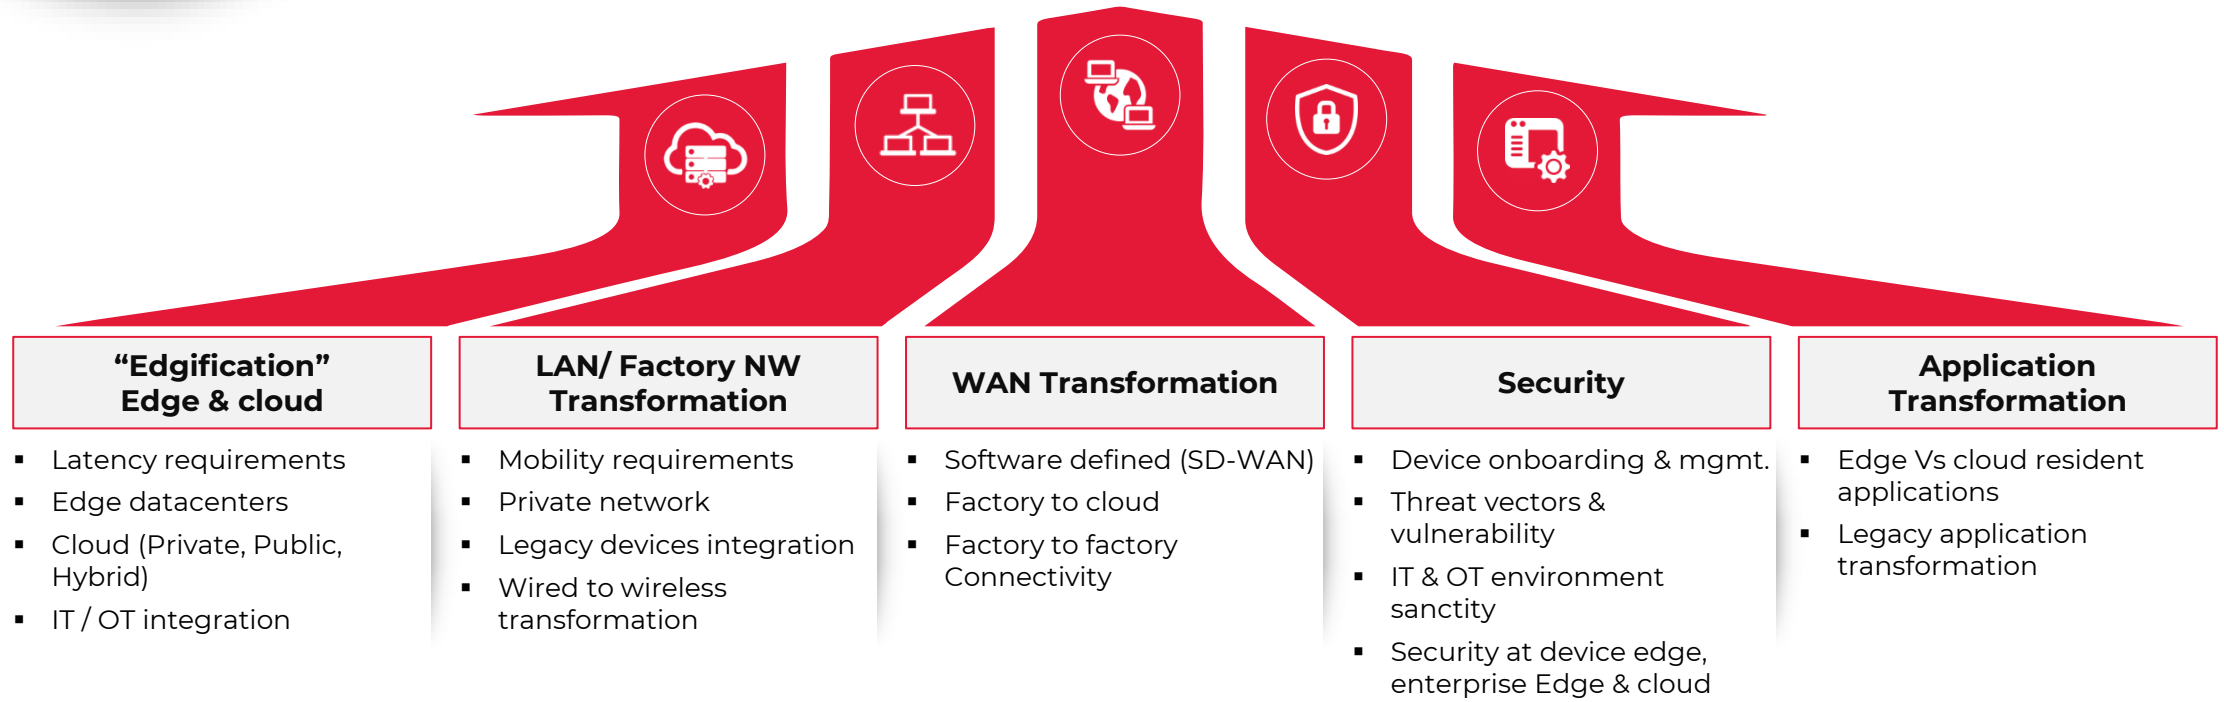 “Edgification”
Edge & cloud
▪ Latency requirements
▪ Edge datacenters
▪ Cloud (Private, Public,
Hybrid)
▪ IT / OT integration
LAN/ Factory NW
Transformation
▪ Mobility requirements
▪ Private network
▪ Legacy devices integration
▪ Wired to wireless
transformation
WAN Transformation
▪ Software defined (SD-WAN)
▪ Factory to cloud
▪ Factory to factory
Connectivity
Security
▪ Device onboarding & mgmt.
▪ Threat vectors &
vulnerability
▪ IT & OT environment
sanctity
▪ Security at device edge,
enterprise Edge & cloud
Application
Transformation
▪ Edge Vs cloud resident
applications
▪ Legacy application
transformation